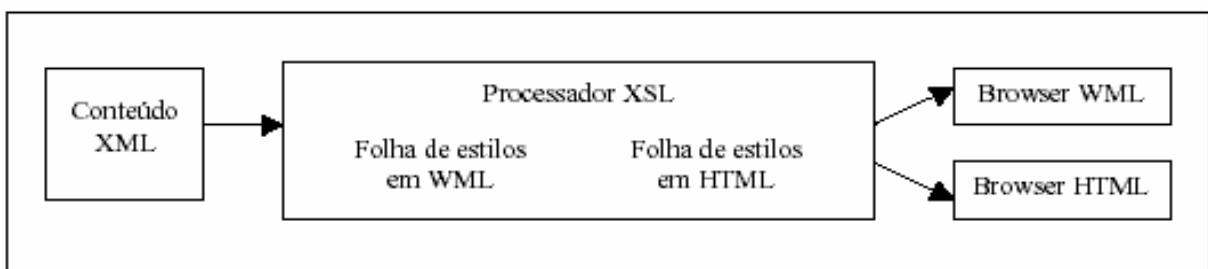 Conteúdo
XML
Processador XSL
Folha de estilos
em WML
Folha de estilos
em HTML
Browser WML
Browser HTML